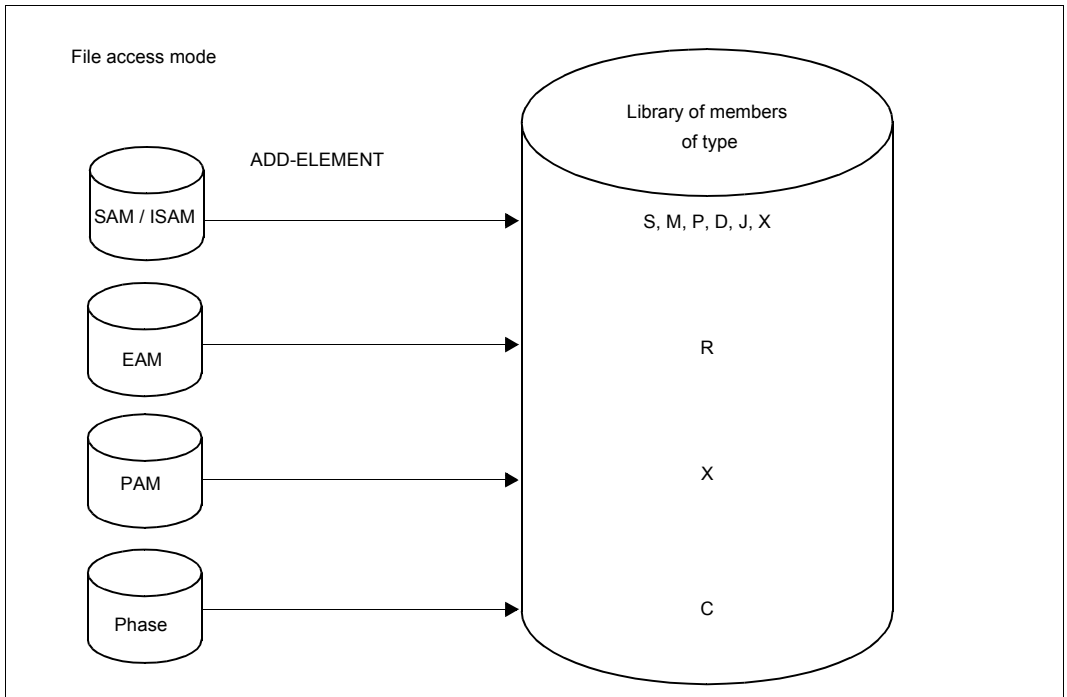 File access mode
Library of members
of type
ADD-ELEMENT
SAM / ISAM
S, M, P, D, J, X
EAM
R
PAM
X
Phase
C